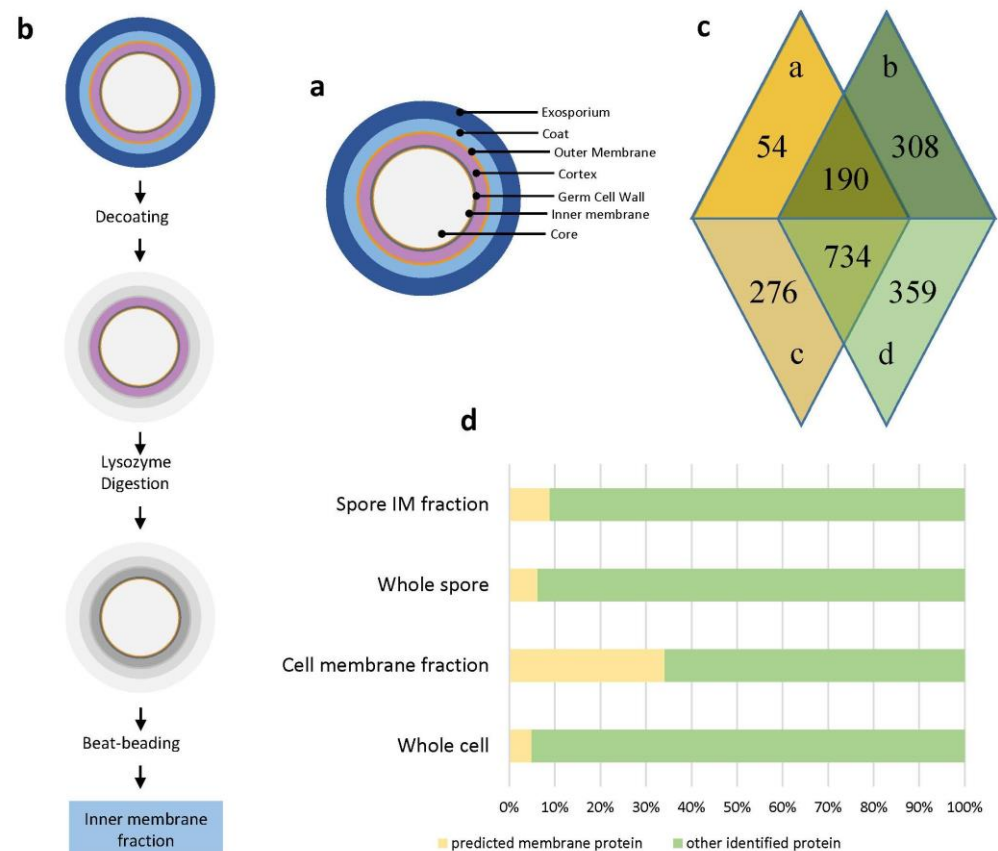 b
Decoating
Lysozyme
Digestion
Beat-beading
Inner membrane
fraction
a
Exosporium
Coat
Outer Membrane
Cortex
Germ Cell Wall
Inner membrane
Core
c
a
b
54
308
190
734
276
359
c
d
d
Spore IM fraction
Whole spore
Cell membrane fraction
Whole cell
0% 10% 20% 30% 40% 50% 60% 70% 80% 90% 100%
predicted membrane protein other identified protein